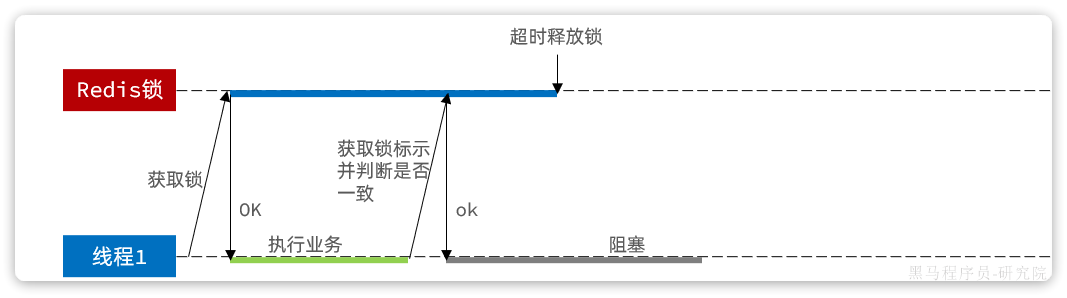 超时释放锁
Redis锁
获取锁标示
并判断是否
一致
获取锁
OK
ok
执行业务
阻塞
线程1
黑马程序员-研究院